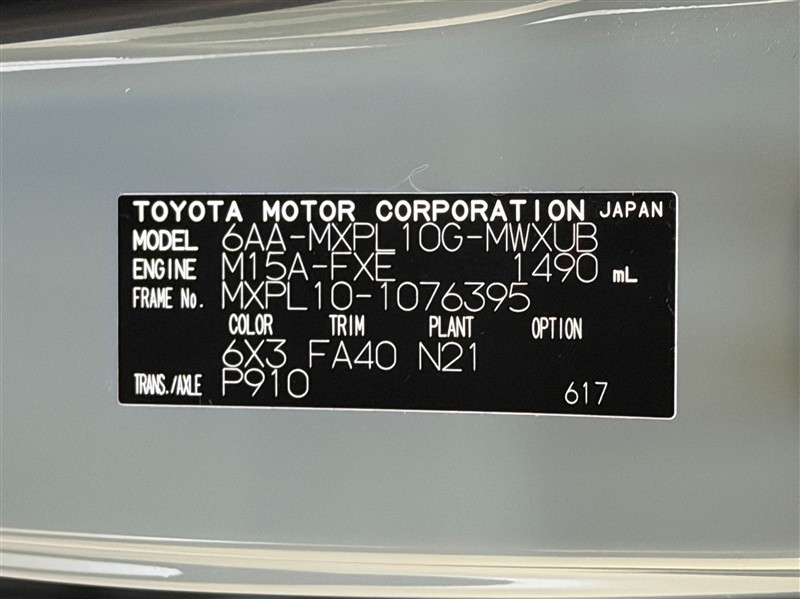 TOYOTA MOTOR CORPORATION JAPAN
MODEL 6AA-MXPL10G-MWXUB
ENGINE M15A-FXE 1490 mL
FRAME No. MXPL10-1076395
COLOR TRIM PLANT OPTION
6X3 FA40 N21
TRANS./AXLE P910 617